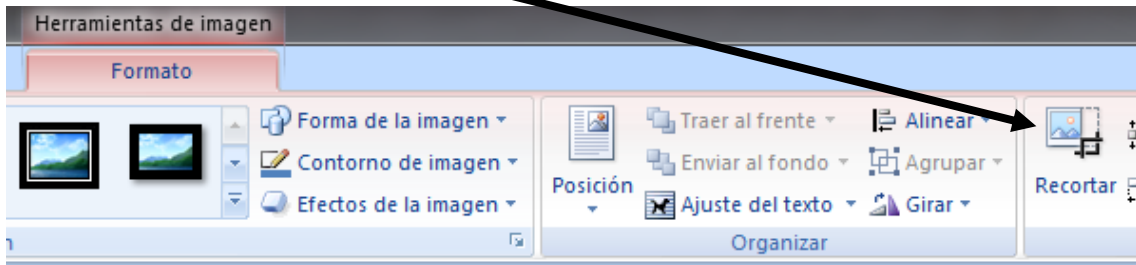 Herramientas de imagen
Formato
Forma de la imagen
Contorno de imagen
Efectos de la imagen
Posición
Traer al frente
Enviar al fondo
Ajuste del texto
Alinear
Agrupar
Girar
Organizar
Recortar